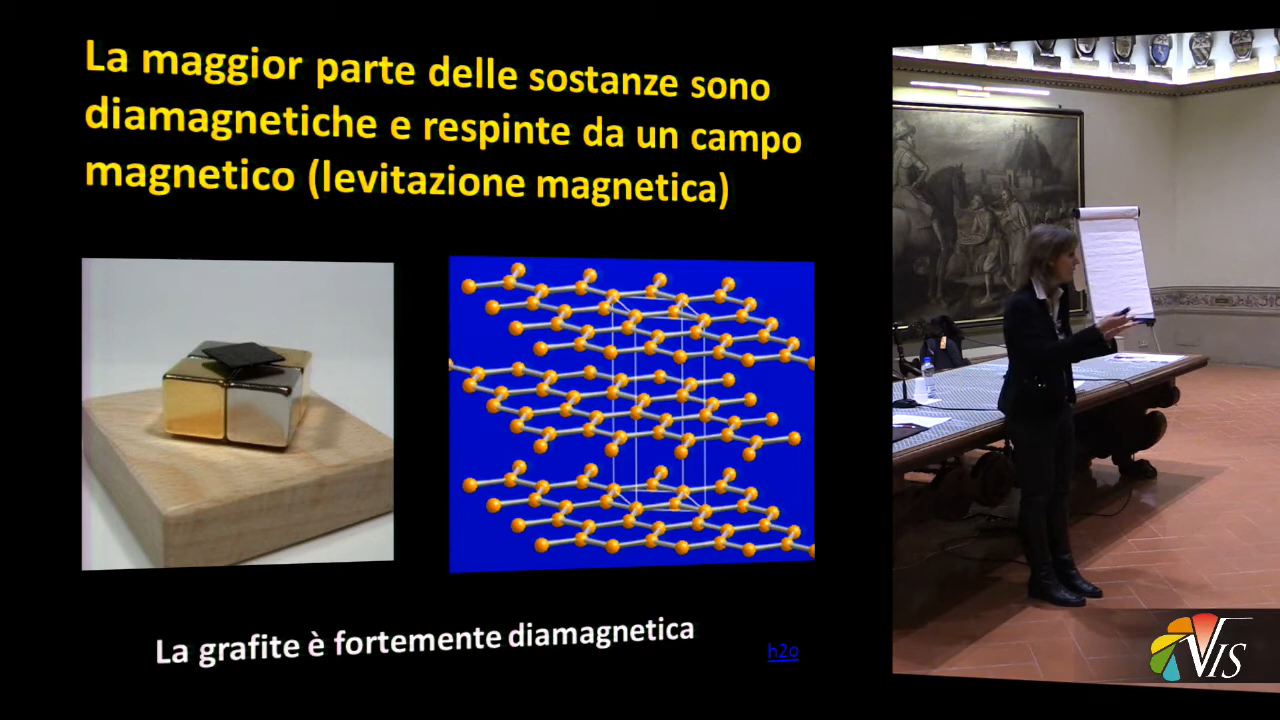 La maggior parte delle sostanze sono
diamagnetiche e respinte da un campo
magnetico (levitazione magnetica)
La grafite è fortemente diamagnetica
h2o
VIS